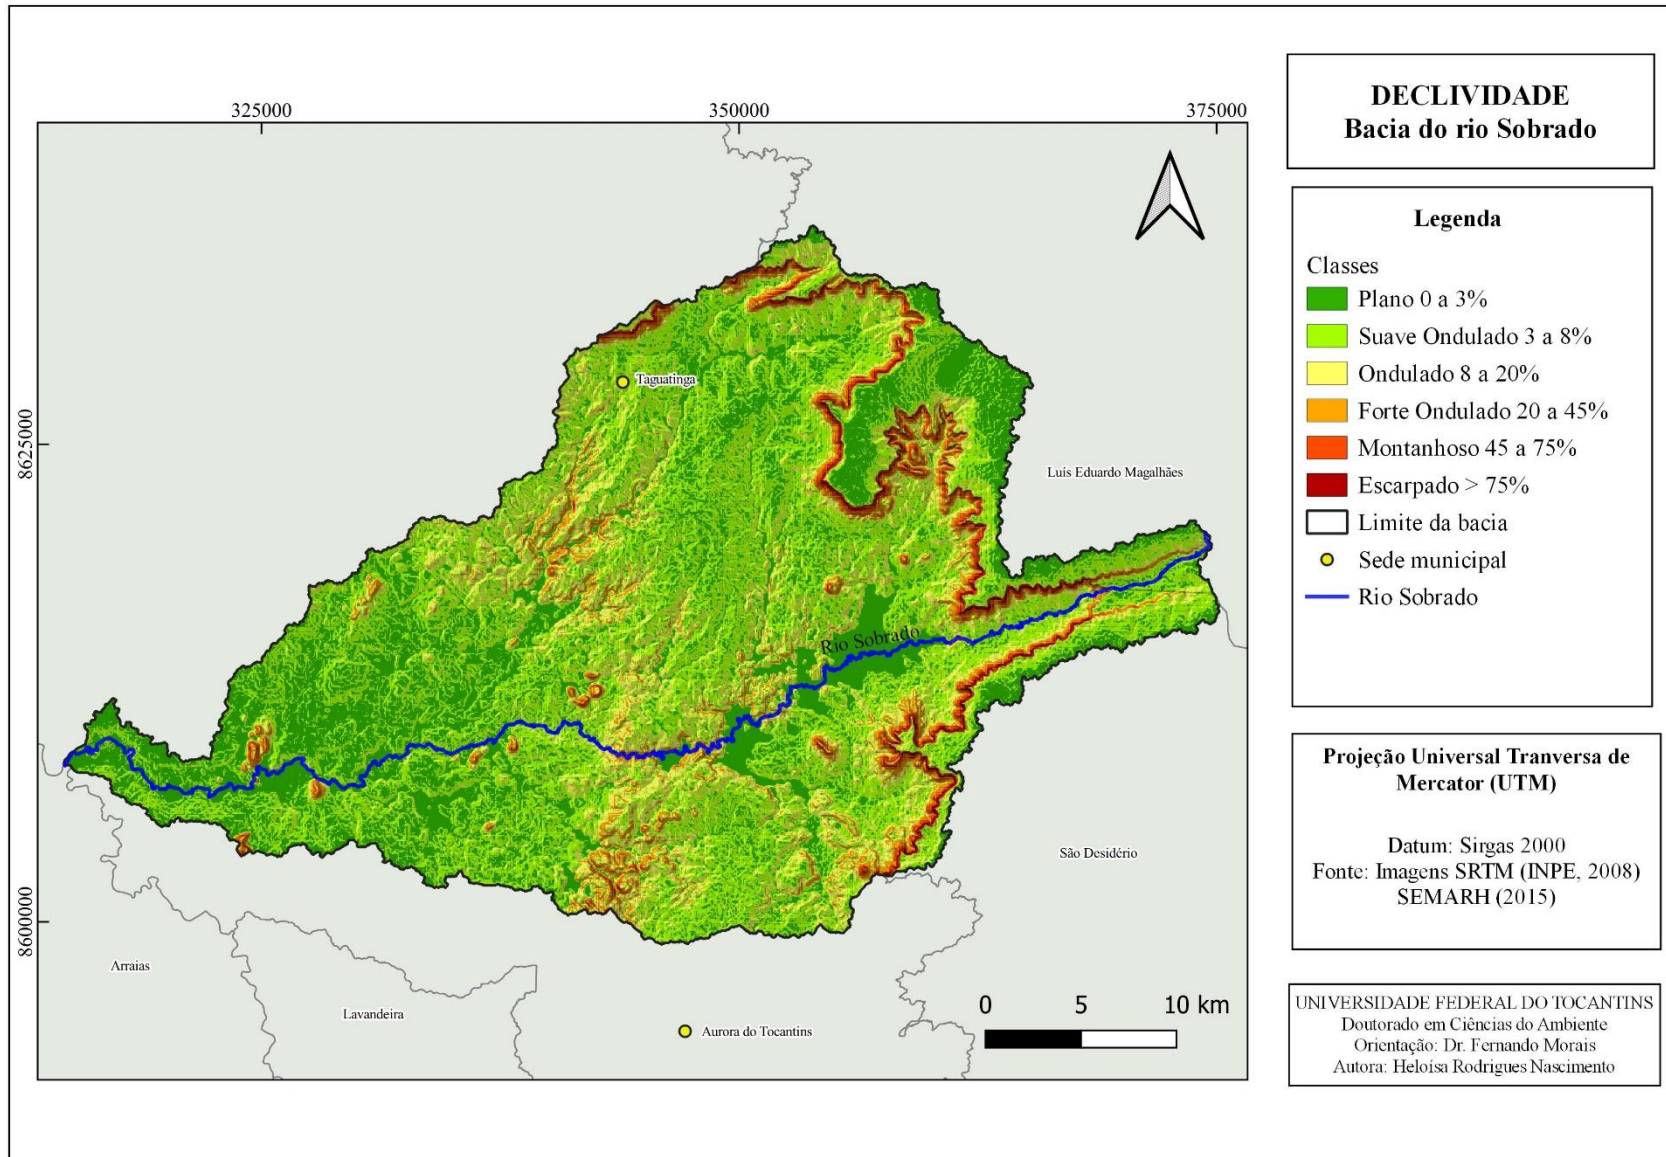 DECLIVIDADE
Bacia do rio Sobrado
325000
350000
375000
8625000
8600000
Taguatinga
Luís Eduardo Magalhães
Rio Sobrado
São Desidério
Arraias
Lavandeira
Aurora do Tocantins
0 5 10 km
Legenda
Classes
Plano 0 a 3%
Suave Ondulado 3 a 8%
Ondulado 8 a 20%
Forte Ondulado 20 a 45%
Montanhoso 45 a 75%
Escarpado > 75%
Limite da bacia
Sede municipal
Rio Sobrado
Projeção Universal Tranversa de
Mercator (UTM)
Datum: Sirgas 2000
Fonte: Imagens SRTM (INPE, 2008)
SEMARH (2015)
UNIVERSIDADE FEDERAL DO TOCANTINS
Doutorado em Ciências do Ambiente
Orientação: Dr. Fernando Morais
Autora: Heloísa Rodrigues Nascimento